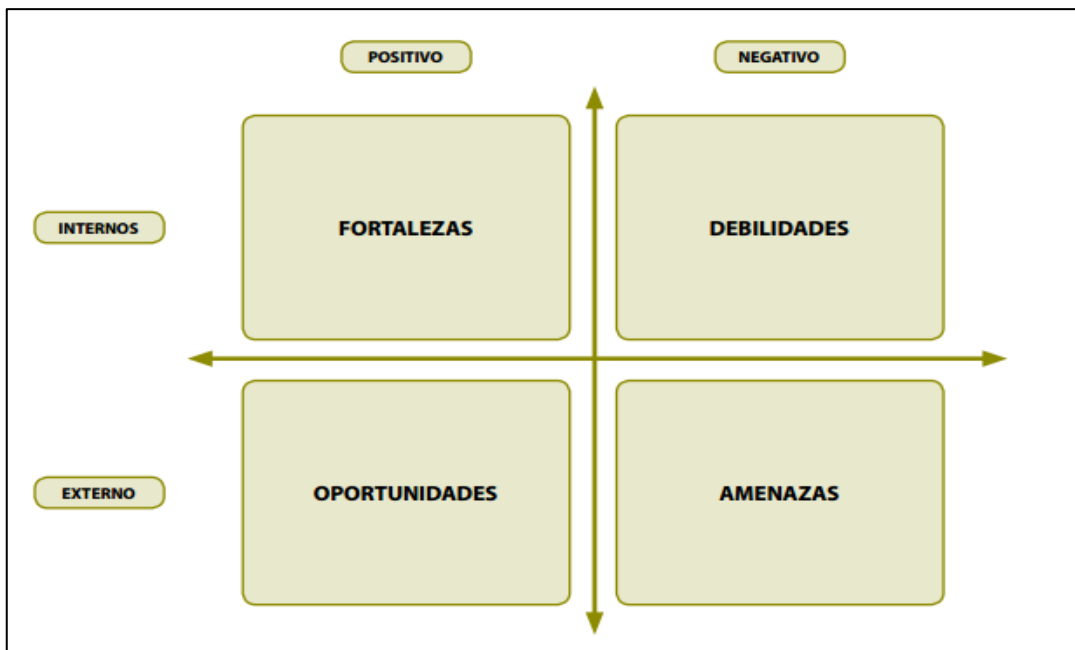 POSITIVO
NEGATIVO
INTERNOS
FORTALEZAS
DEBILIDADES
EXTERNO
OPORTUNIDADES
AMENAZAS